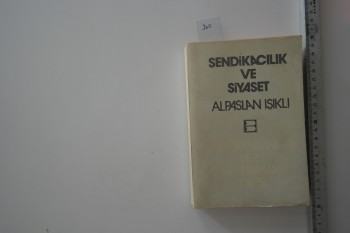 SENDİKACILIK
VE
SİYASET
ALPASLAN IŞIKLI